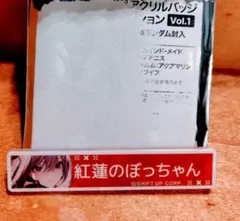 アクリルバッジ
ョン Vol.1
ランダム封入
ンド・メイド
ドニス
ム:アクアマリン
・ワイフ
紅蓮のぼっちゃん
©SHIFT UP CORP.